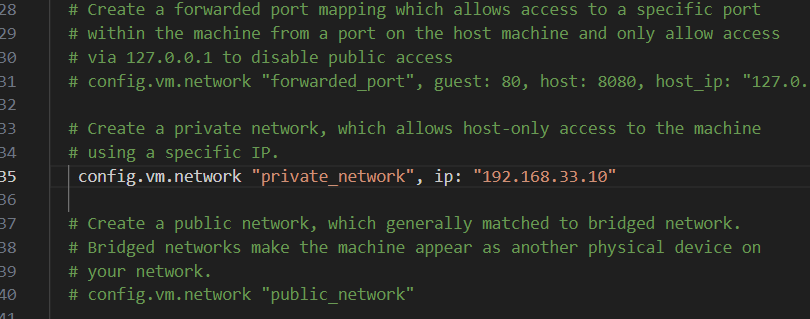 28 # Create a forwarded port mapping which allows access to a specific port
29 # within the machine from a port on the host machine and only allow access
30 # via 127.0.0.1 to disable public access
31 # config.vm.network "forwarded_port", guest: 80, host: 8080, host_ip: "127.0.
32
33 # Create a private network, which allows host-only access to the machine
34 # using a specific IP.
35 config.vm.network "private_network", ip: "192.168.33.10"
36
37 # Create a public network, which generally matched to bridged network.
38 # Bridged networks make the machine appear as another physical device on
39 # your network.
40 # config.vm.network "public_network"
41